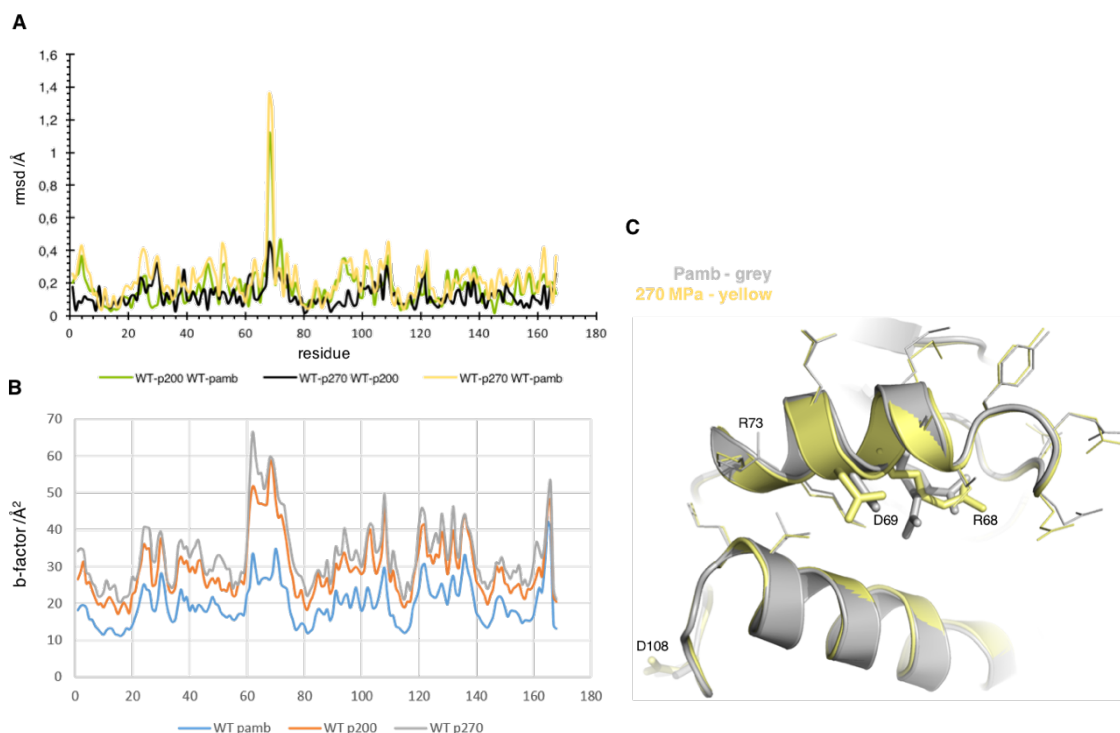 A
1,6
1,4
1,2
1
0,8
0,6
0,4
0,2
0
rmsd /Å
0 20 40 60 80 100 120 140 160 180
residue
WT-p200 WT-pamb WT-p270 WT-p200 WT-p270 WT-pamb
B
70
60
50
40
30
20
10
0
b-factor /Å²
0 20 40 60 80 100 120 140 160 180
WT pamb WT p200 WT p270
C
Pamb - grey
270 MPa - yellow
R73
D69
R68
D108